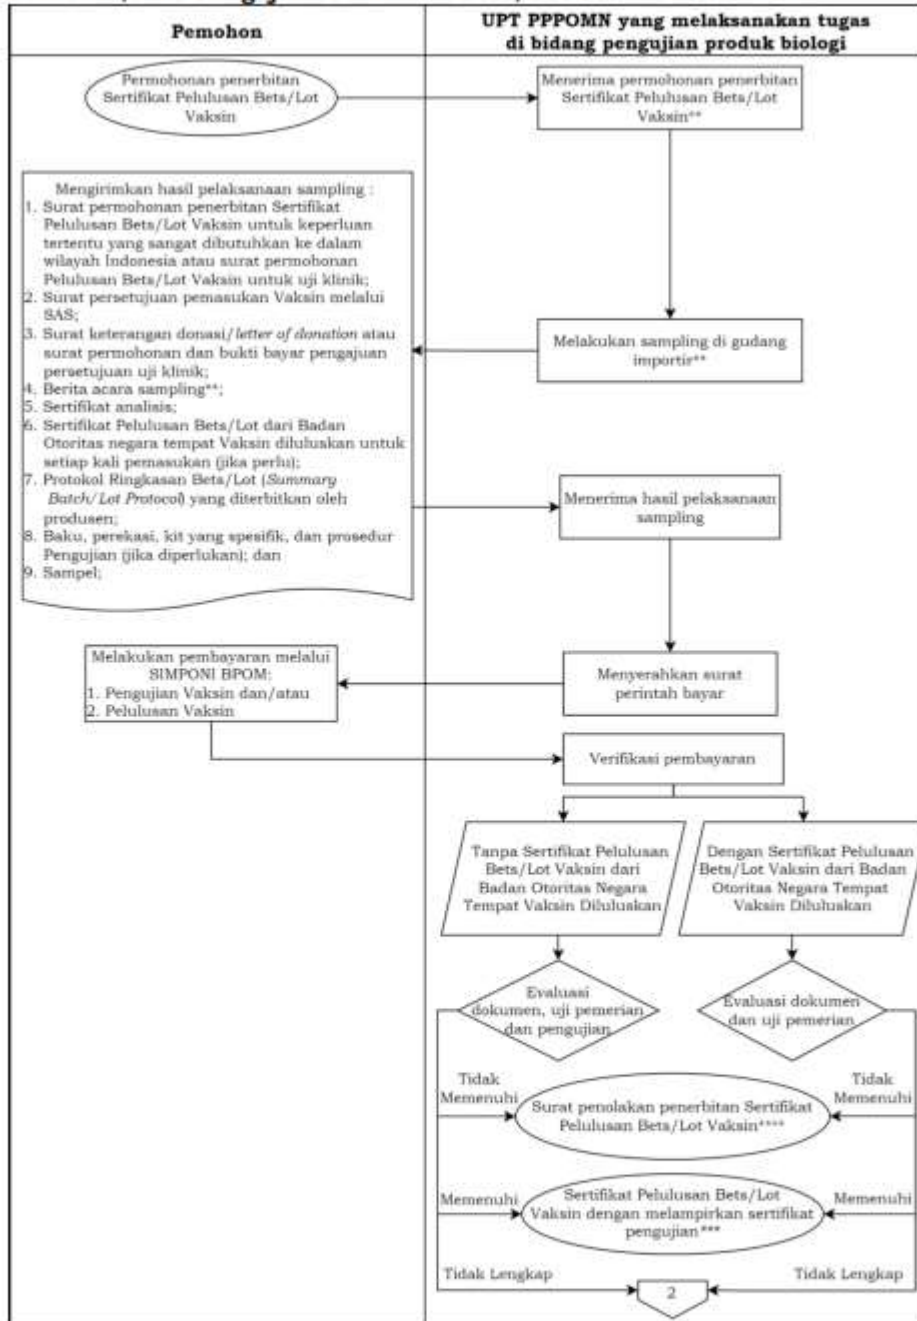 Pemohon
UPT PPPOMN yang melaksanakan tugas
di bidang pengujian produk biologi
Permohonan penerbitan
Sertifikat Pelulusan Bets/Lot
Vaksin
Menerima permohonan penerbitan
Sertifikat Pelulusan Bets/Lot
Vaksin**
Melakukan sampling di gudang
importir**
Mengirimkan hasil pelaksanaan sampling :
1. Surat permohonan penerbitan Sertifikat
Pelulusan Bets/Lot Vaksin untuk keperluan
tertentu yang sangat dibutuhkan ke dalam
wilayah Indonesia atau surat permohonan
Pelulusan Bets/Lot Vaksin untuk uji klinik;
2. Surat persetujuan pemasukan Vaksin melalui
SAS;
3. Surat keterangan donasi/letter of donation atau
surat permohonan dan bukti bayar pengajuan
persetujuan uji klinik;
4. Berita acara sampling**;
5. Sertifikat analisis;
6. Sertifikat Pelulusan Bets/Lot dari Badan
Otoritas negara tempat Vaksin diluluskan untuk
setiap kali pemasukan (jika perlu);
7. Protokol Ringkasan Bets/Lot (Summary
Batch/Lot Protocol) yang diterbitkan oleh
produsen;
8. Baku, perekasi, kit yang spesifik, dan prosedur
Pengujian (jika diperlukan); dan
9. Sampel;
Menerima hasil pelaksanaan
sampling
Menyerahkan surat
perintah bayar
Melakukan pembayaran melalui
SIMPONI BPOM:
1. Pengujian Vaksin dan/atau
2. Pelulusan Vaksin
Verifikasi pembayaran
Tanpa Sertifikat Pelulusan
Bets/Lot Vaksin dari
Badan Otoritas Negara
Tempat Vaksin Diluluskan
Dengan Sertifikat Pelulusan
Bets/Lot Vaksin dari Badan
Otoritas Negara Tempat
Vaksin Diluluskan
Evaluasi
dokumen, uji pemerian
dan pengujian
Evaluasi dokumen
dan uji pemerian
Tidak
Memenuhi
Surat penolakan penerbitan Sertifikat
Pelulusan Bets/Lot Vaksin****
Tidak
Memenuhi
Memenuhi
Sertifikat Pelulusan Bets/Lot
Vaksin dengan melampirkan sertifikat
pengujian***
Memenuhi
Tidak Lengkap
2
Tidak Lengkap